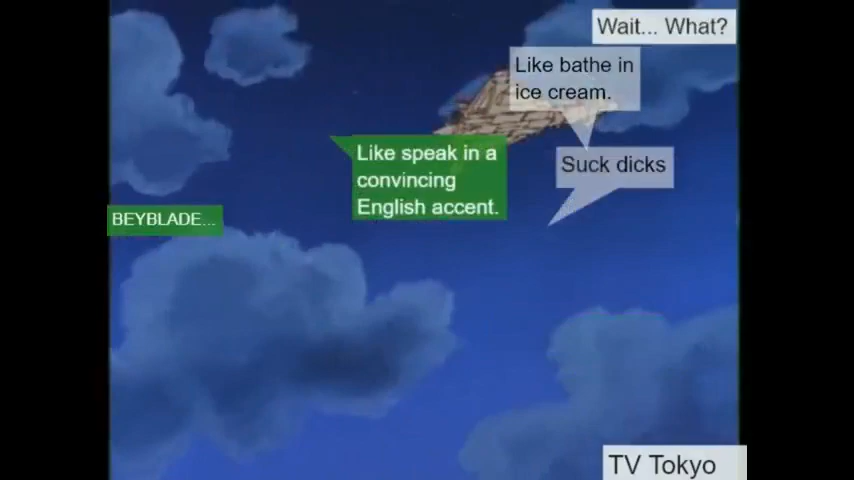 Wait... What?
Like bathe in
ice cream.
Like speak in a
convincing
English accent.
Suck dicks
BEYBLADE...
TV Tokyo